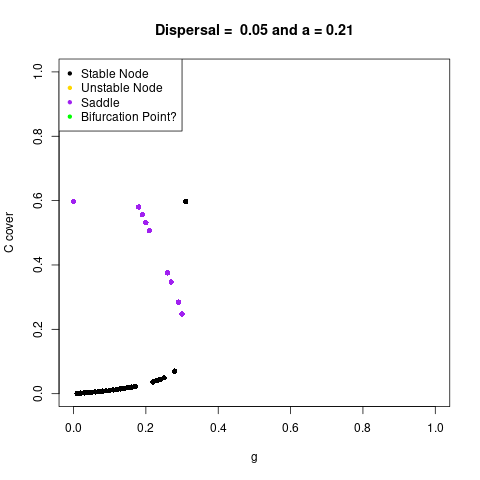 Dispersal =  0.05 and a = 0.21
Stable Node
Unstable Node
Saddle
Bifurcation Point?
C cover
1.0
0.8
0.6
0.4
0.2
0.0
0.0 0.2 0.4 0.6 0.8 1.0
g